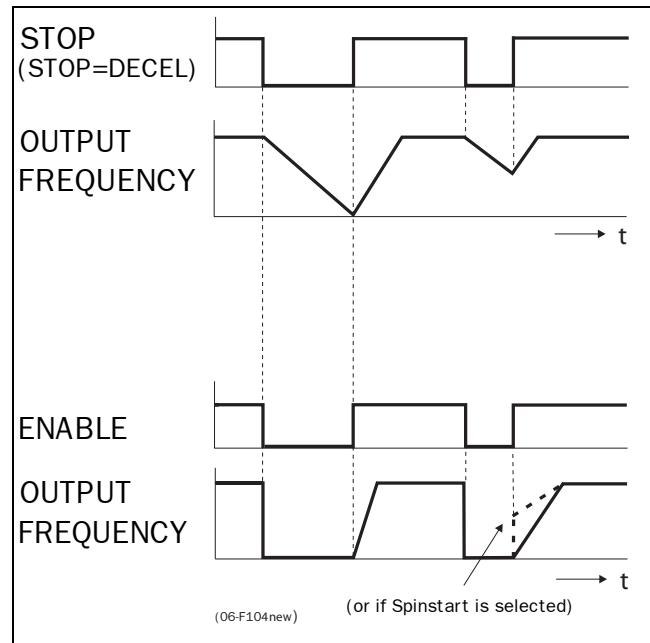 STOP
(STOP=DECEL)
OUTPUT
FREQUENCY
t
ENABLE
OUTPUT
FREQUENCY
t
(06-F104new)
(or if Spinstart is selected)